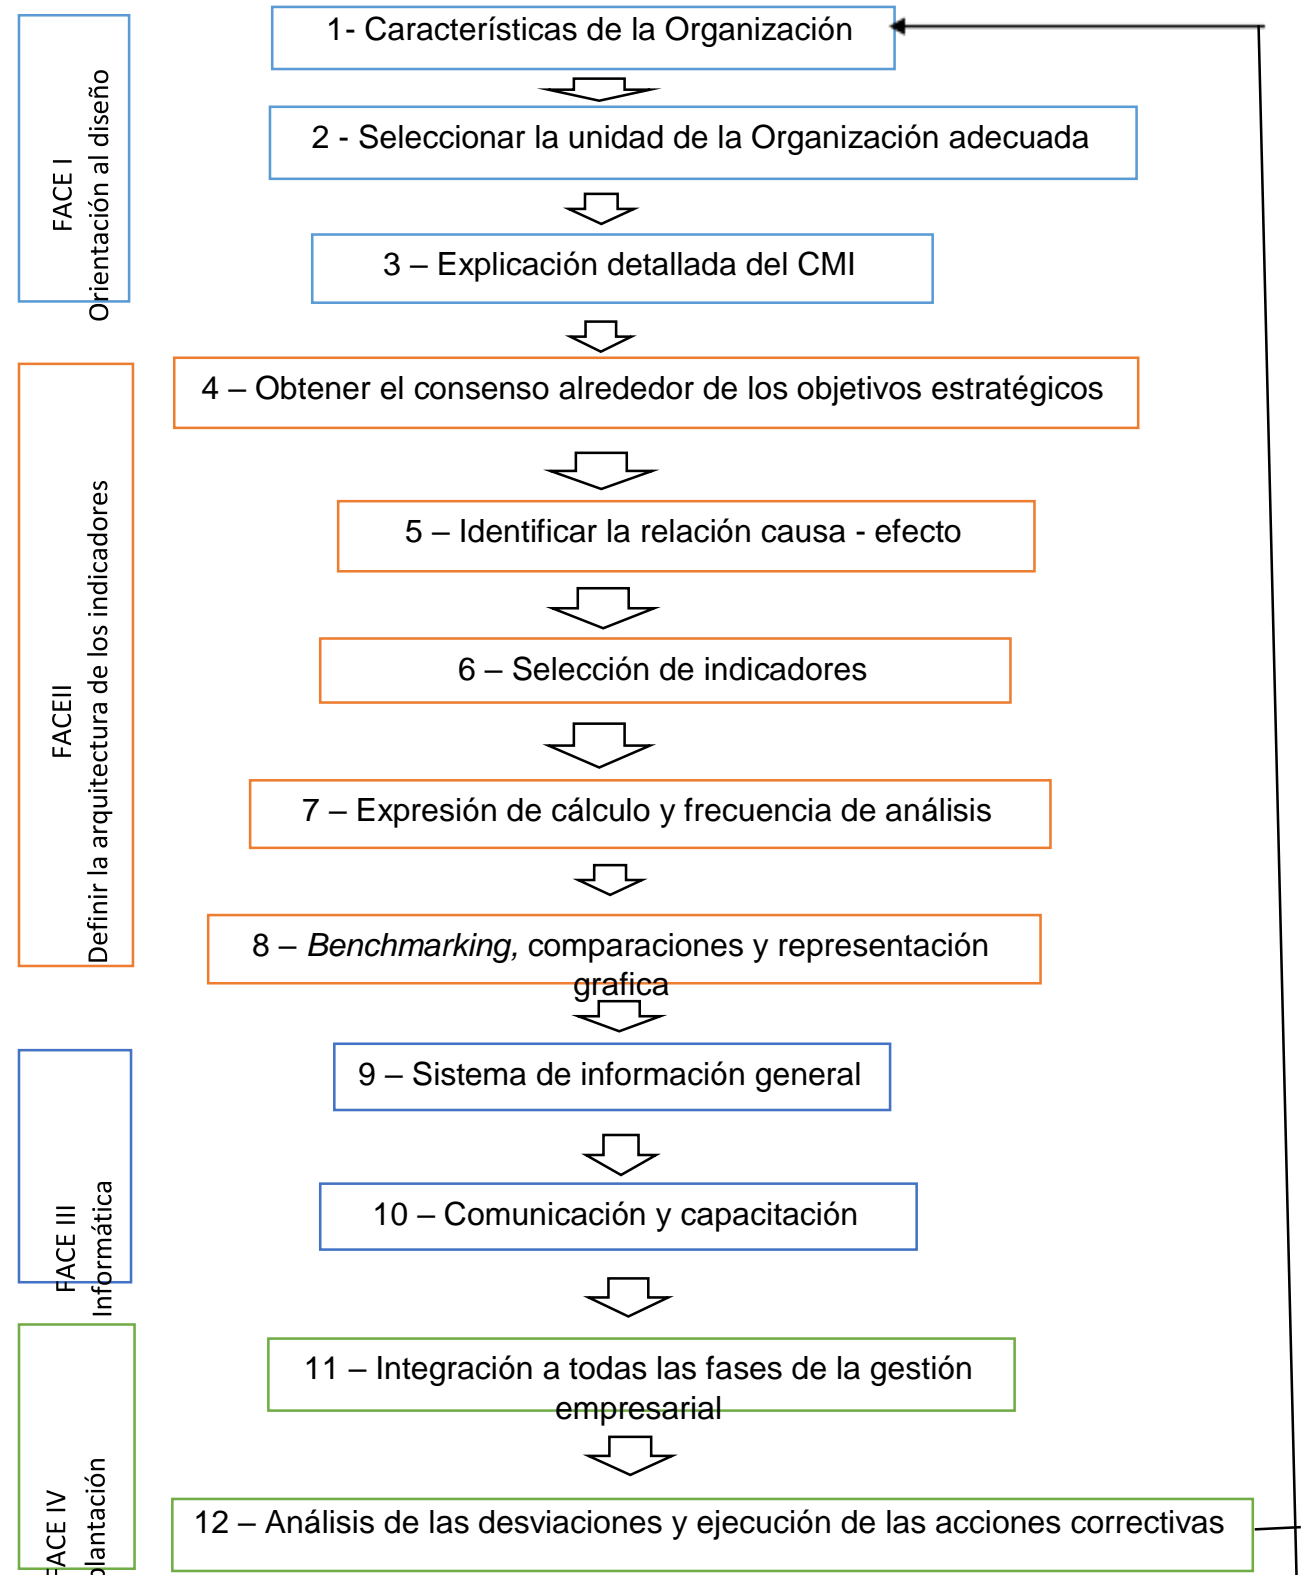 FACE I
Orientación al diseño
1- Características de la Organización
2 - Seleccionar la unidad de la Organización adecuada
3 – Explicación detallada del CMI
FACEII
Definir la arquitectura de los indicadores
4 – Obtener el consenso alrededor de los objetivos estratégicos
5 – Identificar la relación causa - efecto
6 – Selección de indicadores
7 – Expresión de cálculo y frecuencia de análisis
8 – Benchmarking, comparaciones y representación
grafica
FACE III
Informática
9 – Sistema de información general
10 – Comunicación y capacitación
FACE IV
plantación
11 – Integración a todas las fases de la gestión
empresarial
12 – Análisis de las desviaciones y ejecución de las acciones correctivas